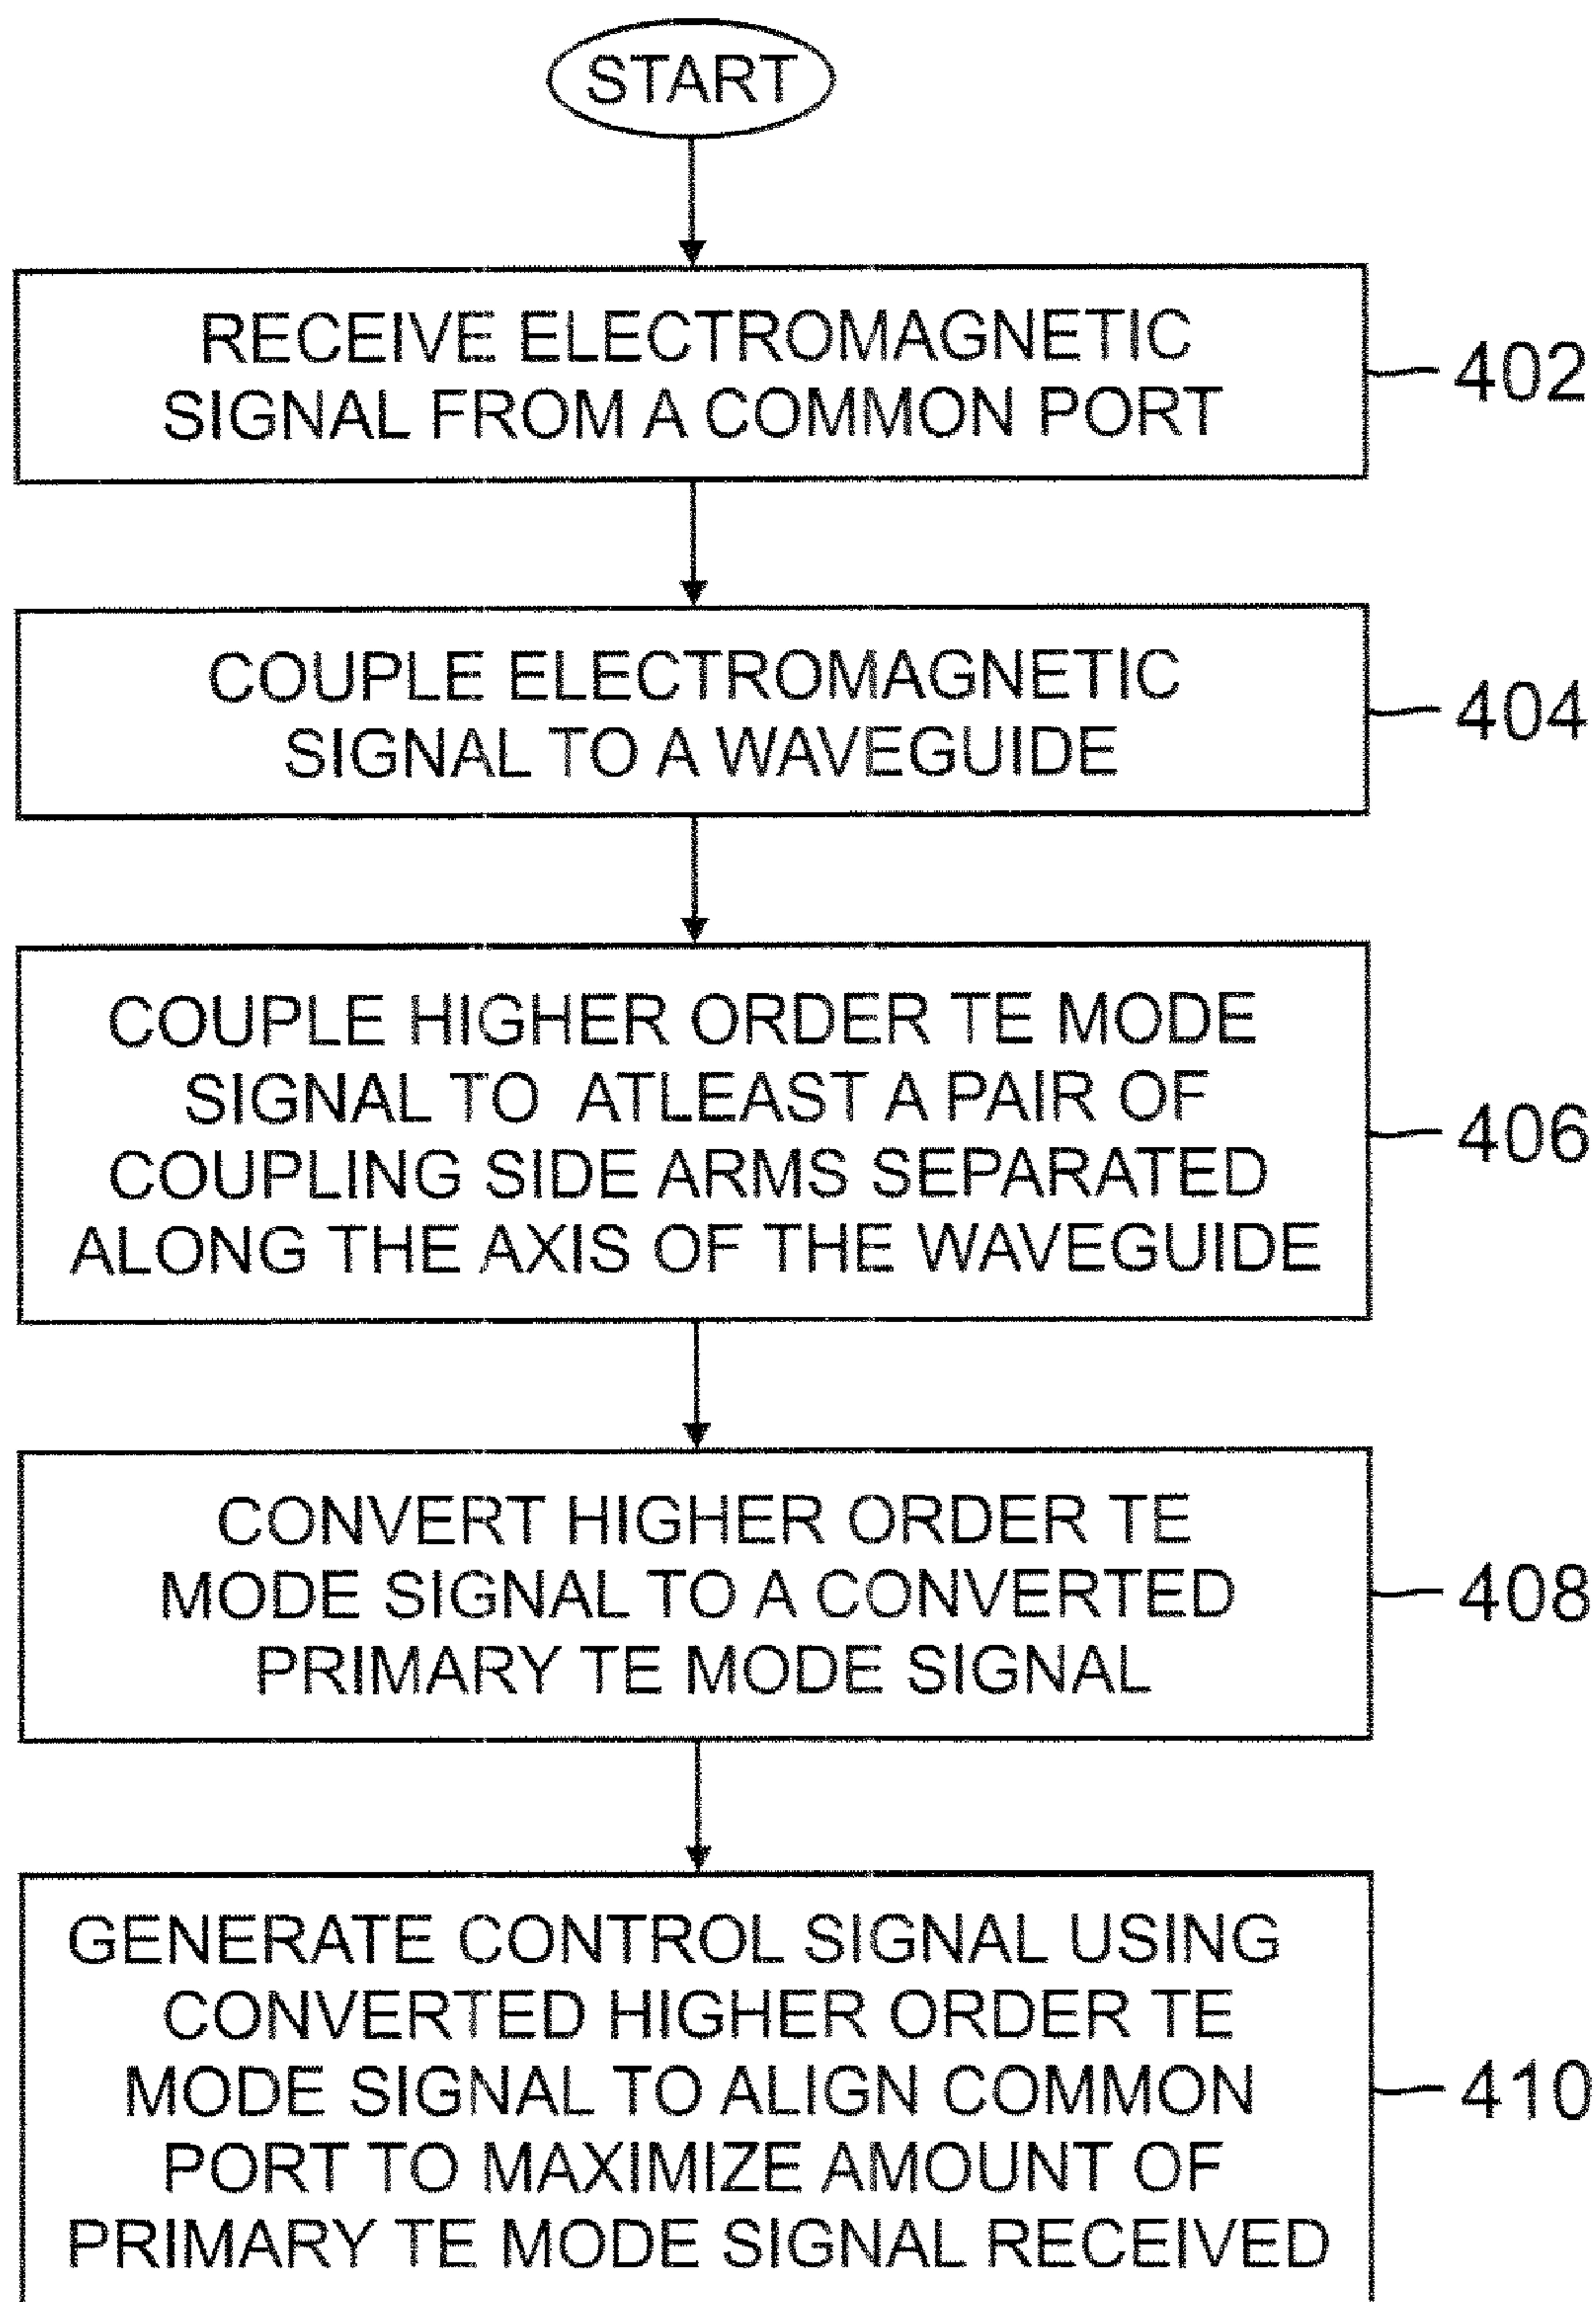 START
RECEIVE ELECTROMAGNETIC
SIGNAL FROM A COMMON PORT
402
COUPLE ELECTROMAGNETIC
SIGNAL TO A WAVEGUIDE
404
COUPLE HIGHER ORDER TE MODE
SIGNAL TO ATLEAST A PAIR OF
COUPLING SIDE ARMS SEPARATED
ALONG THE AXIS OF THE WAVEGUIDE
406
CONVERT HIGHER ORDER TE
MODE SIGNAL TO A CONVERTED
PRIMARY TE MODE SIGNAL
408
GENERATE CONTROL SIGNAL USING
CONVERTED HIGHER ORDER TE
MODE SIGNAL TO ALIGN COMMON
PORT TO MAXIMIZE AMOUNT OF
PRIMARY TE MODE SIGNAL RECEIVED
410